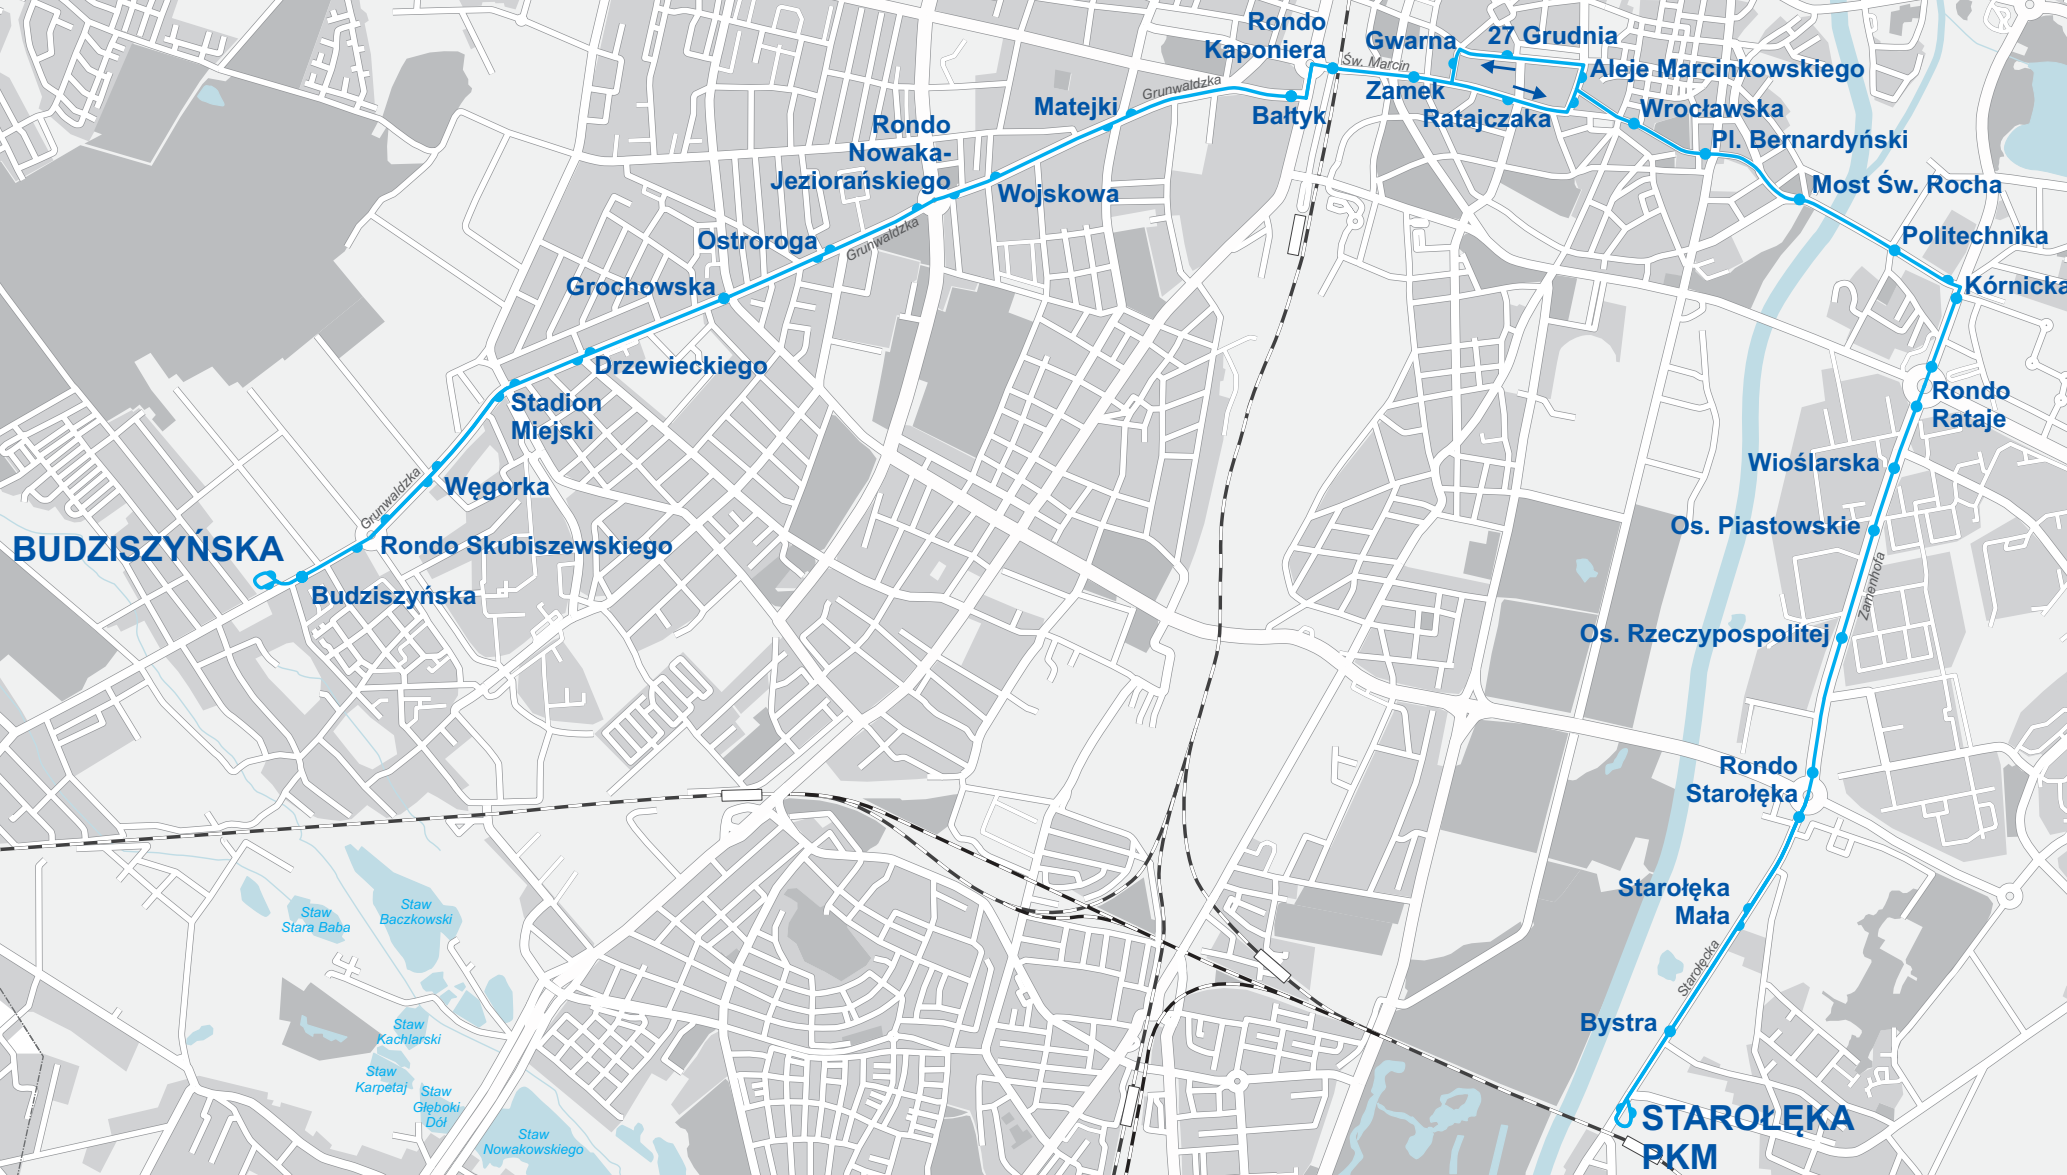 Rondo
Kaponiera
Gwarna
27 Grudnia
Św. Marcin
Aleje Marcinkowskiego
Zamek
Grunwaldzka
Matejki
Bałtyk
Ratajczaka
Wrocławska
Rondo
Nowaka-
Jeziorańskiego
Pl. Bernardyński
Wojskowa
Most Św. Rocha
Ostroroga
Grunwaldzka
Politechnika
Grochowska
Kórnicka
Drzewieckiego
Stadion
Miejski
Rondo
Rataje
Wioślarska
Węgorka
Grunwaldzka
Os. Piastowskie
BUDZISZYŃSKA
Rondo Skubiszewskiego
Budziszyńska
Zamenhofa
Os. Rzeczypospolitej
Rondo
Starołęka
Starołęka
Mała
Staw
Stara Baba
Staw
Baczkowski
Starołęcka
Bystra
Staw
Kachlarski
Staw
Karpetaj
Staw
Głęboki
Dół
Staw
Nowakowskiego
STAROŁĘKA
PKM